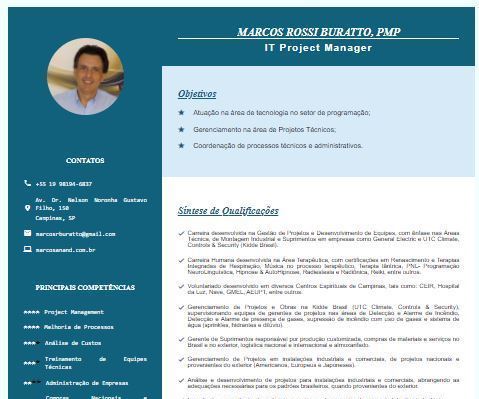 MARCOS ROSSI BURATTO, PMP
IT Project Manager
Objetivos
★ Atuação na área de tecnologia no setor de programação;
★ Gerenciamento na área de Projetos Técnicos;
★ Coordenação de processos técnicos e administrativos.
CONTATOS
+55 19 98194-6837
Av. Dr. Nelson Noronha Gustavo
Filho, 150
Campinas, SP
marcosrburatto@gmail.com
marcosanand.com.br
PRINCIPAIS COMPETÊNCIAS
★★★★ Project Management
★★★★ Melhoria de Processos
★★★★ Análise de Custos
★★★★ Treinamento de Equipes
Técnicas
★★★★ Administração de Empresas
Compras Nacionais e
Síntese de Qualificações
✓ Carreira desenvolvida na Gestão de Projetos e Desenvolvimento de Equipes, com ênfase nas Áreas
Técnica, de Montagem Industrial e Suprimentos em empresas como General Electric e UTC Climate,
Controls & Security (Kidde Brasil).
✓ Carreira Humana desenvolvida na Área Terapêutica, com certificações em Renascimento e Terapias
Integradas de Respiração, Música no processo terapêutico, Terapia Tântrica, PNL- Programação
NeuroLinguística, Hipnose & AutoHipnose, Radiestesia e Radiônica, Reiki, entre outros.
✓ Voluntariado desenvolvido em diversos Centros Espirituais de Campinas, tais como: CEIR, Hospital
da Luz, Nave, GMEL, AEUPT, entre outros.
✓ Gerenciamento de Projetos e Obras na Kidde Brasil (UTC Climate, Controls & Security),
supervisionando equipes de gerentes de projetos nas áreas de Detecção e Alarme de Incêndio,
Detecção e Alarme de presença de gases, supressão de incêndio com uso de gases e sistema de
água (sprinkles, hidrantes e dilúvio).
✓ Gerente de Suprimentos responsável por produção customizada, compras de materiais e serviços no
Brasil e no exterior, logística nacional e internacional e almoxarifado.
✓ Gerenciamento de Projetos em instalações industriais e comerciais, de projetos nacionais e
provenientes do exterior (Americanos, Europeus e Japoneses).
✓ Análise e desenvolvimento de projetos para instalações industriais e comerciais, abrangendo as
adequações necessárias para os padrões brasileiros, quando provenientes do exterior.